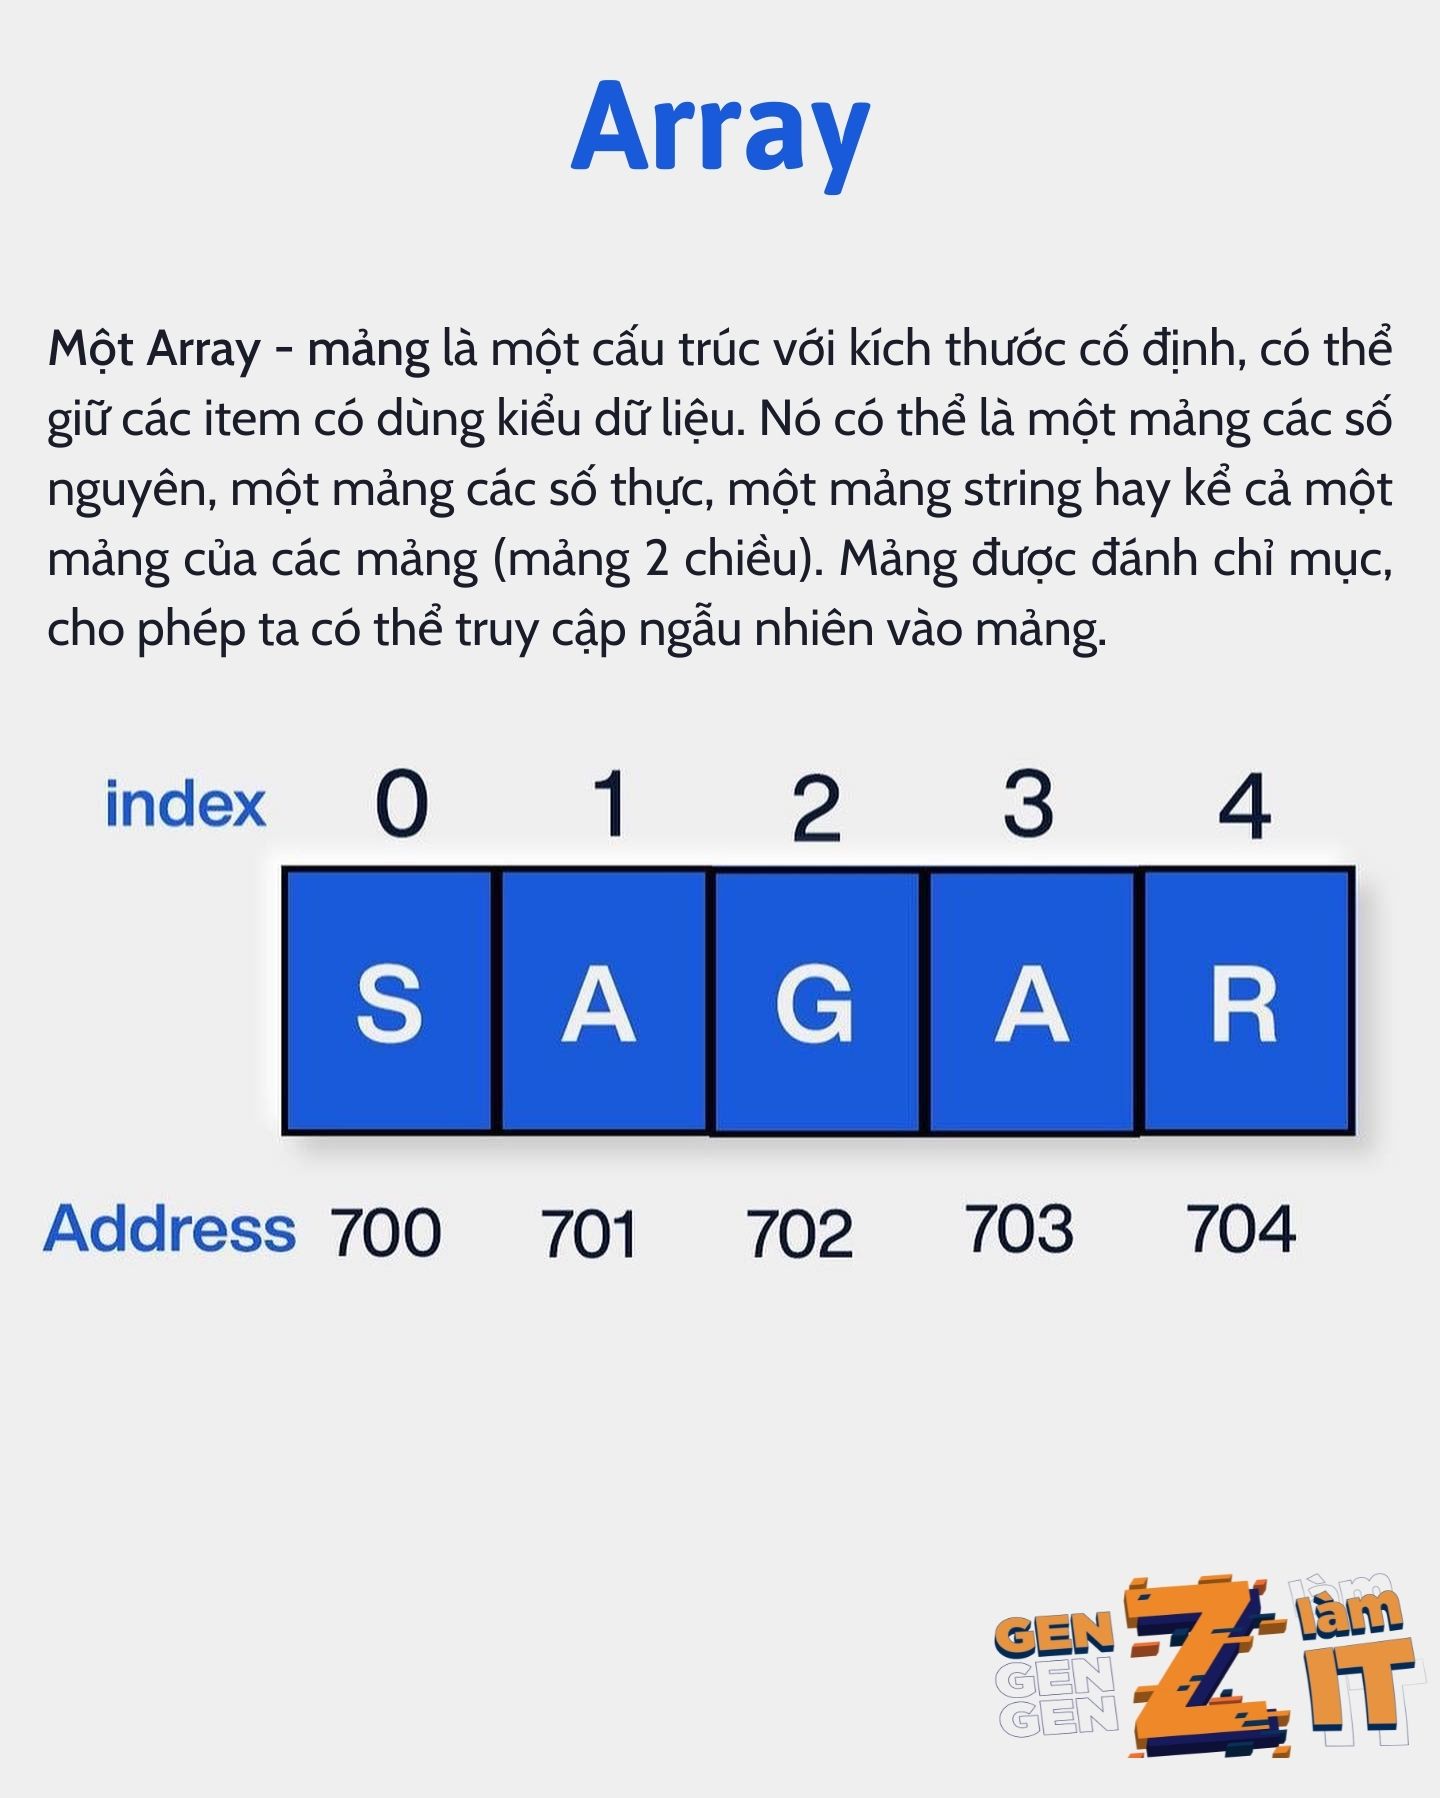 Array
Một Array - mảng là một cấu trúc với kích thước cố định, có thể
giữ các item có dùng kiểu dữ liệu. Nó có thể là một mảng các số
nguyên, một mảng các số thực, một mảng string hay kể cả một
mảng của các mảng (mảng 2 chiều). Mảng được đánh chỉ mục,
cho phép ta có thể truy cập ngẫu nhiên vào mảng.
index 0 1 2 3 4
S A G A R
Address 700 701 702 703 704
GEN Z làm
GEN IT
GEN